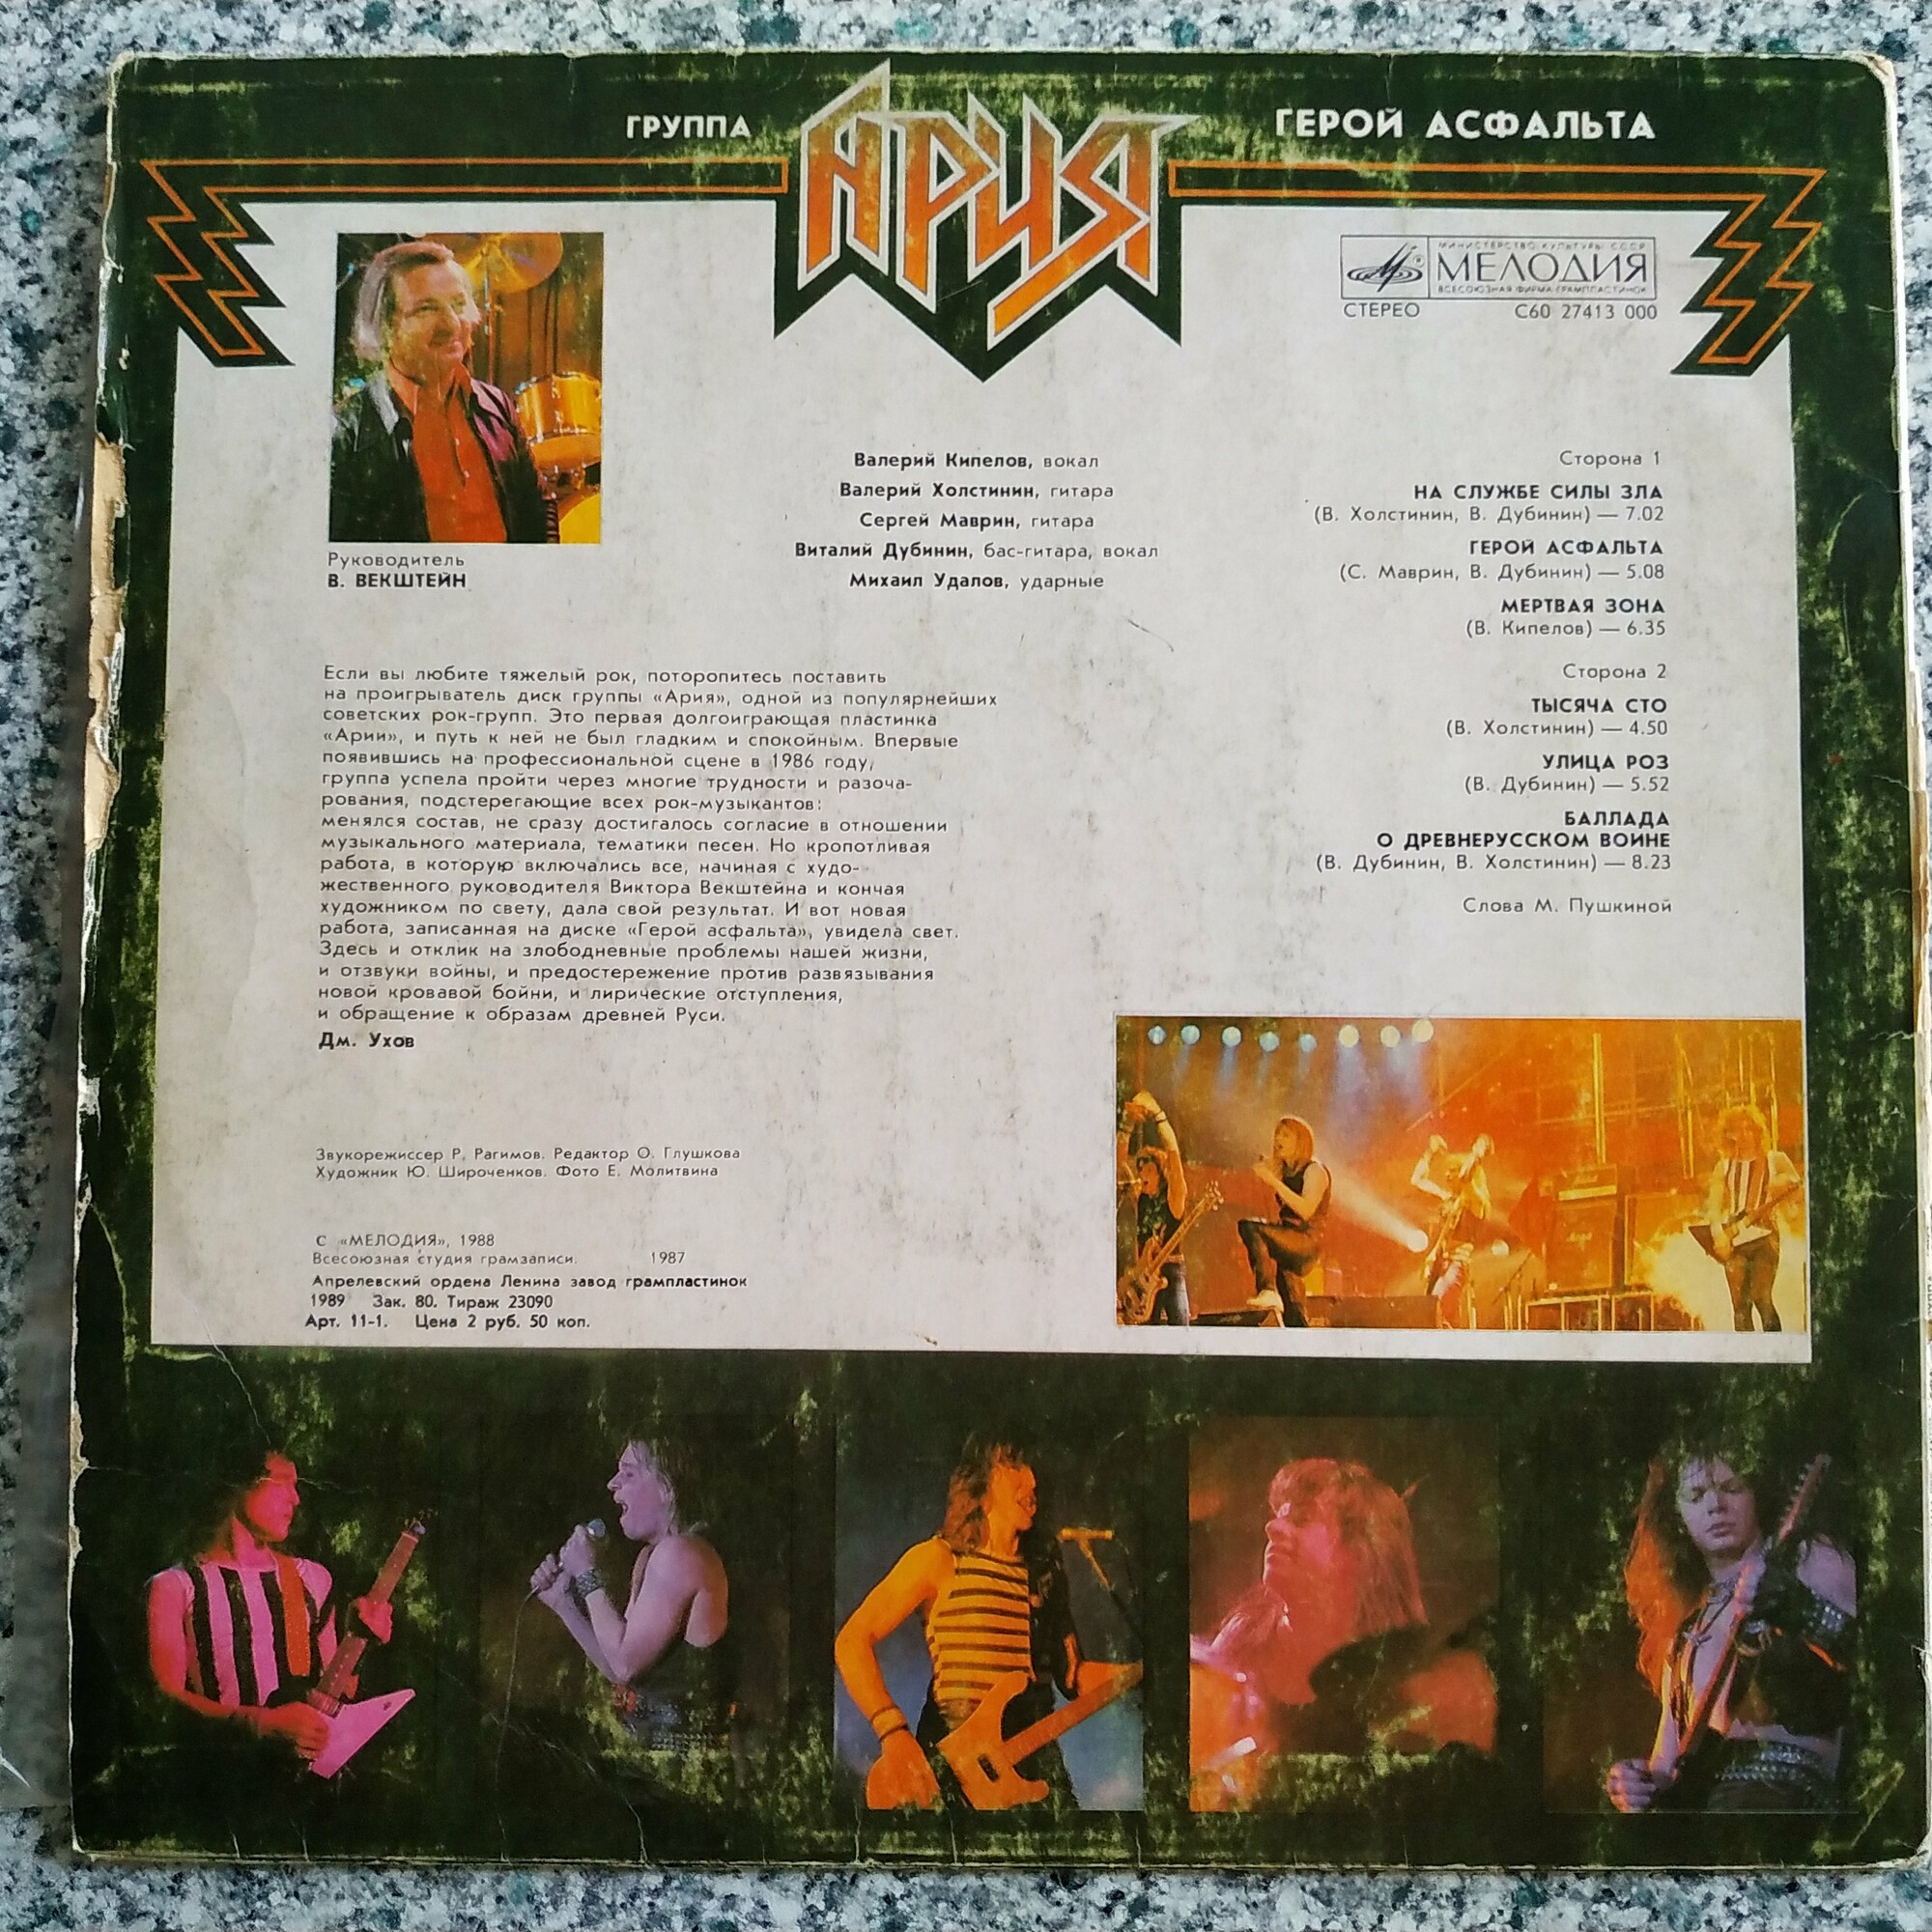 ГРУППА
АРИЯ
ГЕРОЙ АСФАЛЬТА
МИНИСТЕРСТВО КУЛЬТУРЫ СССР
МЕЛОДИЯ
ВСЕСОЮЗНАЯ ФИРМА ГРАМПЛАСТИНОК
СТЕРЕО С60 27413 000
Руководитель
В. ВЕКШТЕЙН
Валерий Кипелов, вокал
Валерий Холстинин, гитара
Сергей Маврин, гитара
Виталий Дубинин, бас-гитара, вокал
Михаил Удалов, ударные
Сторона 1
НА СЛУЖБЕ СИЛЫ ЗЛА
(В. Холстинин, В. Дубинин) — 7.02
ГЕРОЙ АСФАЛЬТА
(С. Маврин, В. Дубинин) — 5.08
МЕРТВАЯ ЗОНА
(В. Кипелов) — 6.35
Сторона 2
ТЫСЯЧА СТО
(В. Холстинин) — 4.50
УЛИЦА РОЗ
(В. Дубинин) — 5.52
БАЛЛАДА
О ДРЕВНЕРУССКОМ ВОИНЕ
(В. Дубинин, В. Холстинин) — 8.23
Слова М. Пушкиной
Если вы любите тяжелый рок, поторопитесь поставить
на проигрыватель диск группы «Ария», одной из популярнейших
советских рок-групп. Это первая долгоиграющая пластинка
«Арии», и путь к ней не был гладким и спокойным. Впервые
появившись на профессиональной сцене в 1986 году,
группа успела пройти через многие трудности и разоча-
рования, подстерегающие всех рок-музыкантов:
менялся состав, не сразу достигалось согласие в отношении
музыкального материала, тематики песен. Но кропотливая
работа, в которую включались все, начиная с худо-
жественного руководителя Виктора Векштейна и кончая
художником по свету, дала свой результат. И вот новая
работа, записанная на диске «Герой асфальта», увидела свет.
Здесь и отклик на злободневные проблемы нашей жизни,
и отзвуки войны, и предостережение против развязывания
новой кровавой бойни, и лирические отступления,
и обращение к образам древней Руси.
Дм. Ухов
Звукорежиссер Р. Рагимов. Редактор О. Глушкова
Художник Ю. Широченков. Фото Е. Молитвина
С «МЕЛОДИЯ», 1988
Всесоюзная студия грамзаписи. 1987
Апрелевский ордена Ленина завод грампластинок
1989 Зак. 80. Тираж 23090
Арт. 11-1. Цена 2 руб. 50 коп.